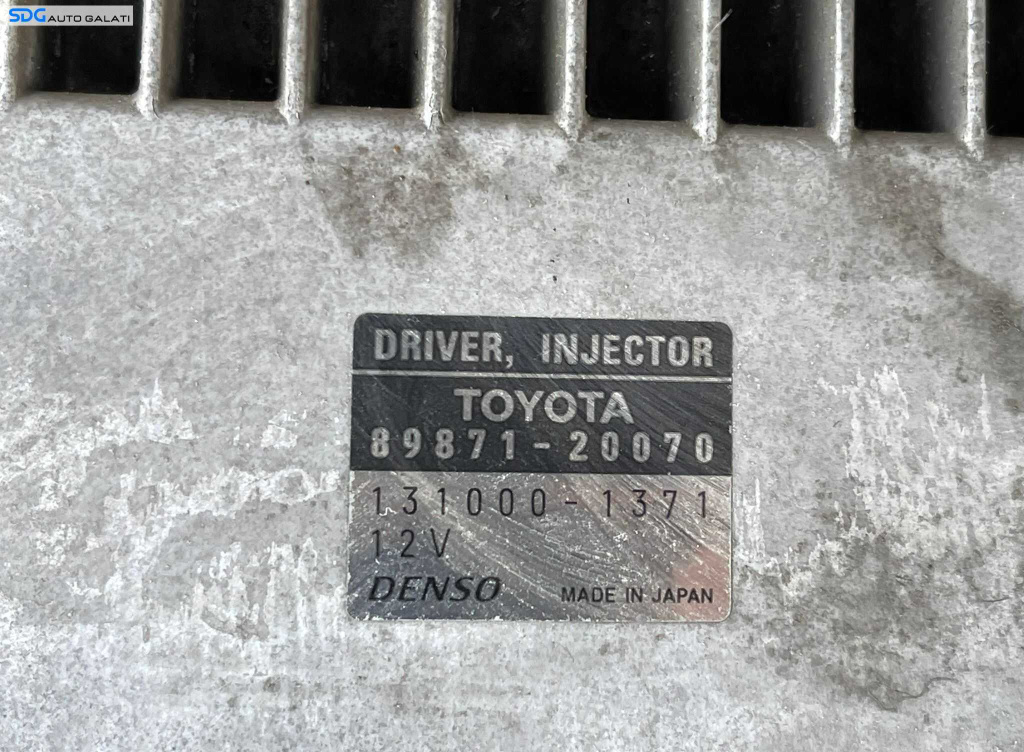 SDG AUTO GALATI
DRIVER, INJECTOR
TOYOTA
89871-20070
131000-1371
12V
DENSO MADE IN JAPAN